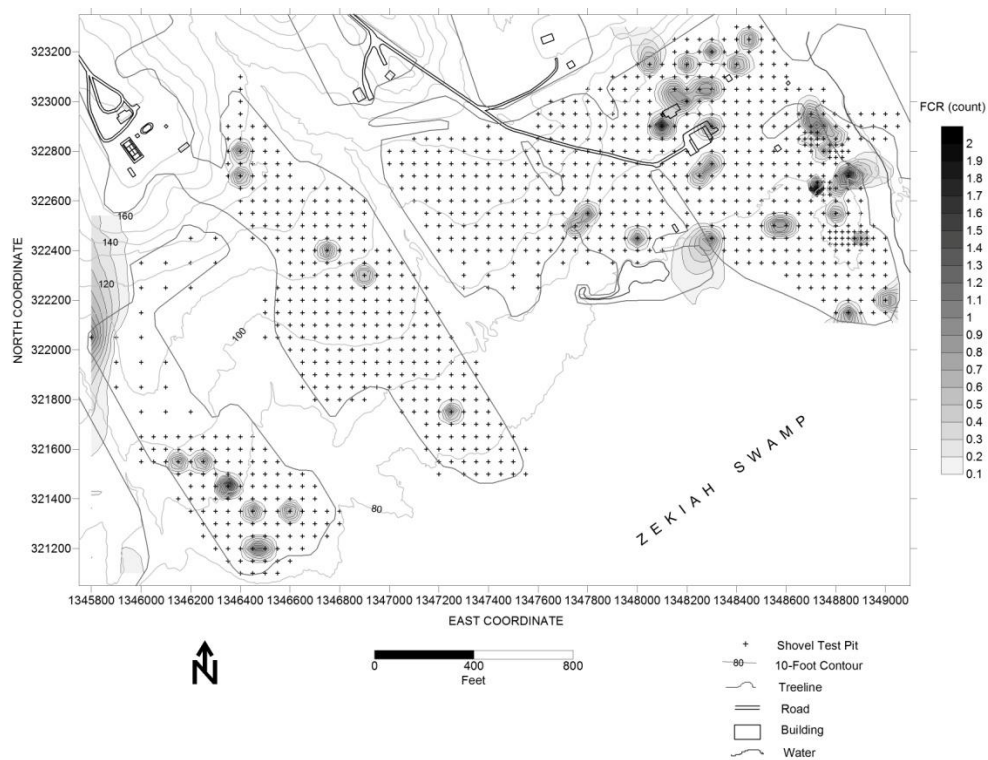 323200
323000
322800
322600
322400
322200
322000
321800
321600
321400
321200
NORTH COORDINATE
160
140
120
100
80
ZEKIAH SWAMP
1345800 1346000 1346200 1346400 1346600 1346800 1347000 1347200 1347400 1347600 1347800 1348000 1348200 1348400 1348600 1348800 1349000
EAST COORDINATE
FCR (count)
2
1.9
1.8
1.7
1.6
1.5
1.4
1.3
1.2
1.1
1
0.9
0.8
0.7
0.6
0.5
0.4
0.3
0.2
0.1
N
0 400 800
Feet
Shovel Test Pit
80 10-Foot Contour
Treeline
Road
Building
Water